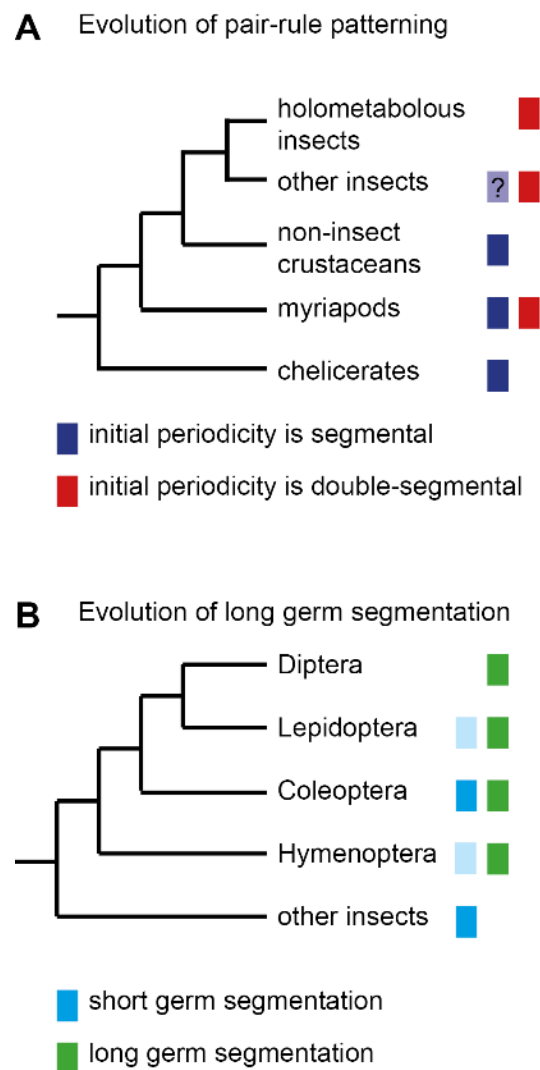 A Evolution of pair-rule patterning
holometabolous
insects
other insects ?
non-insect
crustaceans
myriapods
chelicerates
initial periodicity is segmental
initial periodicity is double-segmental
B Evolution of long germ segmentation
Diptera
Lepidoptera
Coleoptera
Hymenoptera
other insects
short germ segmentation
long germ segmentation